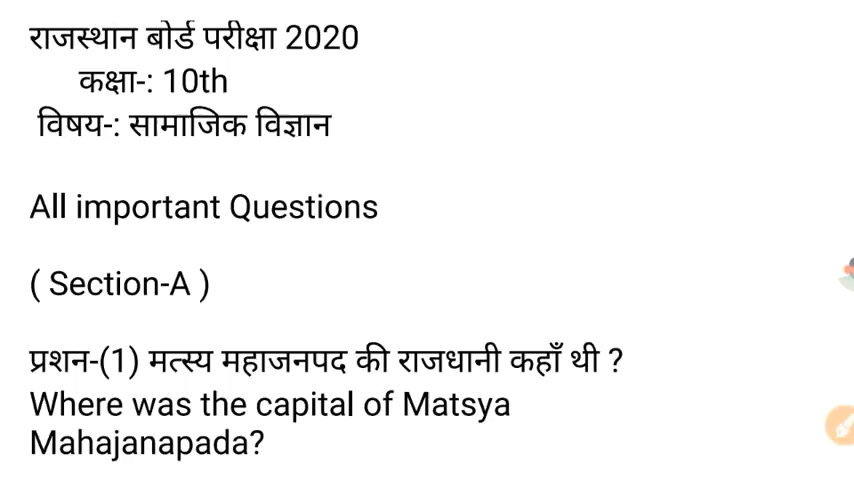 राजस्थान बोर्ड परीक्षा 2020
कक्षा-: 10th
विषय-: सामाजिक विज्ञान
All important Questions
( Section-A )
प्रशन-(1) मत्स्य महाजनपद की राजधानी कहाँ थी ?
Where was the capital of Matsya
Mahajanapada?